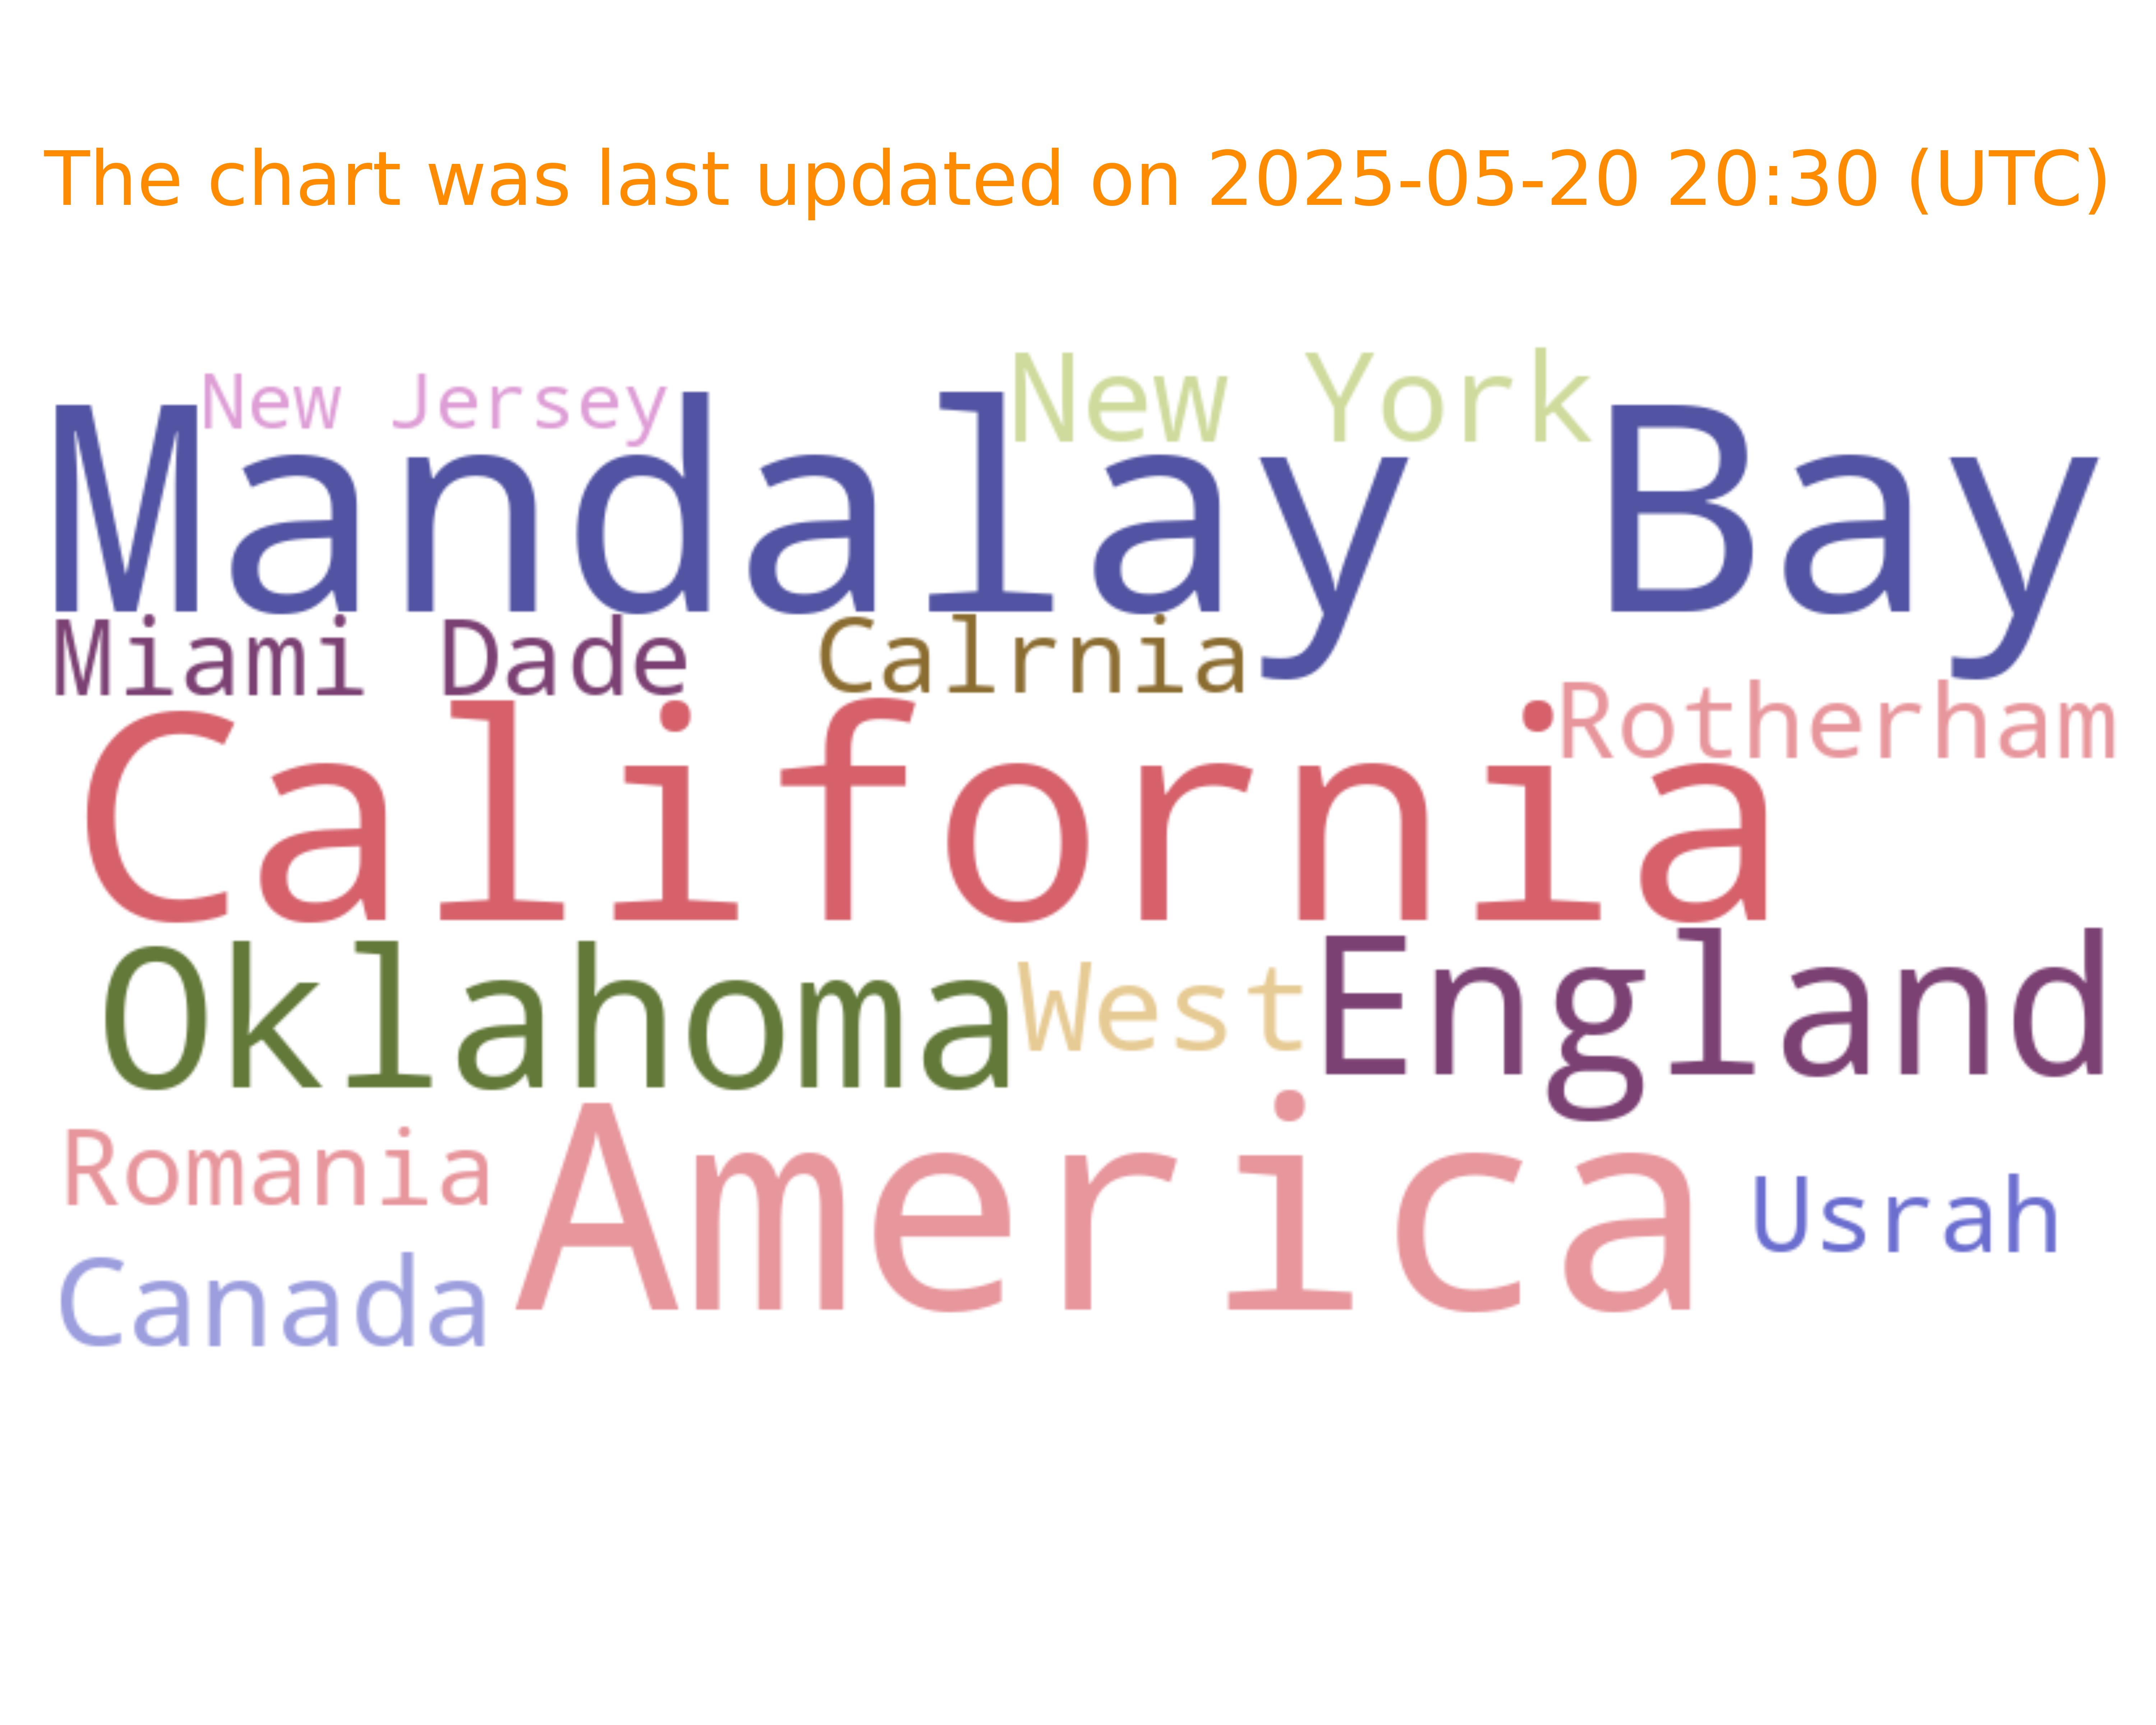 The chart was last updated on 2025-05-20 20:30 (UTC)
New Jersey
New York
Mandalay Bay
Miami Dade
Calrnia
Rotherham
California
Oklahoma
West
England
Romania
America
Usrah
Canada